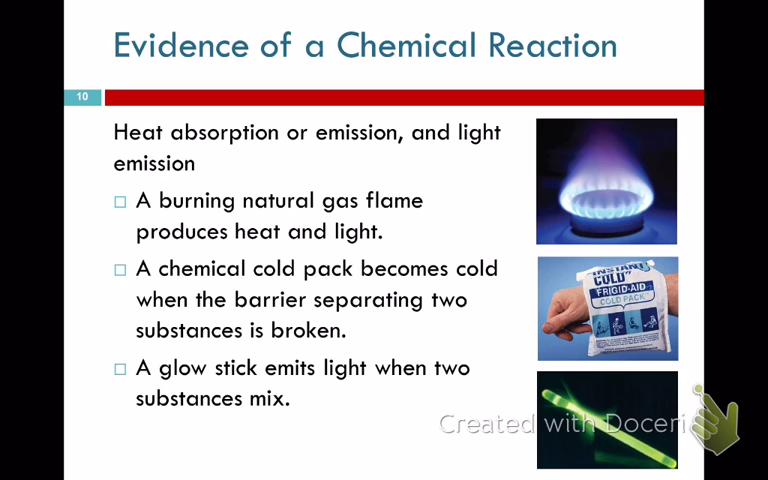 Evidence of a Chemical Reaction
10
Heat absorption or emission, and light
emission
A burning natural gas flame
produces heat and light.
A chemical cold pack becomes cold
when the barrier separating two
substances is broken.
A glow stick emits light when two
substances mix.
INSTANT
COLD
FRIGID-AID
COLD PACK
Created with Doceri